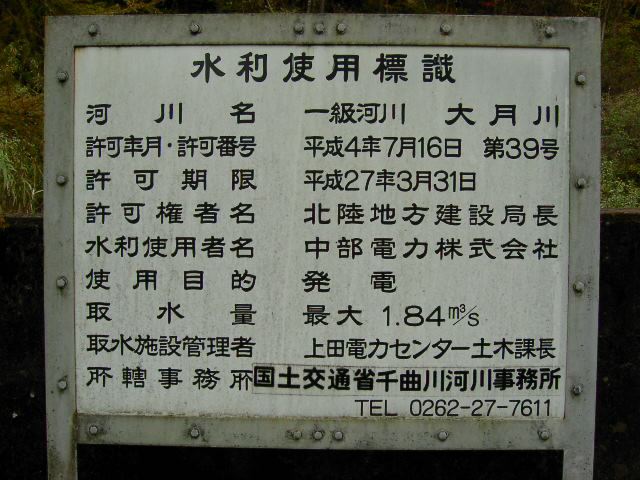 水利使用標識
河川名 一級河川 大月川
許可年月・許可番号 平成4年7月16日 第39号
許可期限 平成27年3月31日
許可権者名 北陸地方建設局長
水利使用者名 中部電力株式会社
使用目的 発電
取水量 最大 1.84㎥/s
取水施設管理者 上田電力センター土木課長
所轄事務所 国土交通省千曲川河川事務所
TEL 0262-27-7611